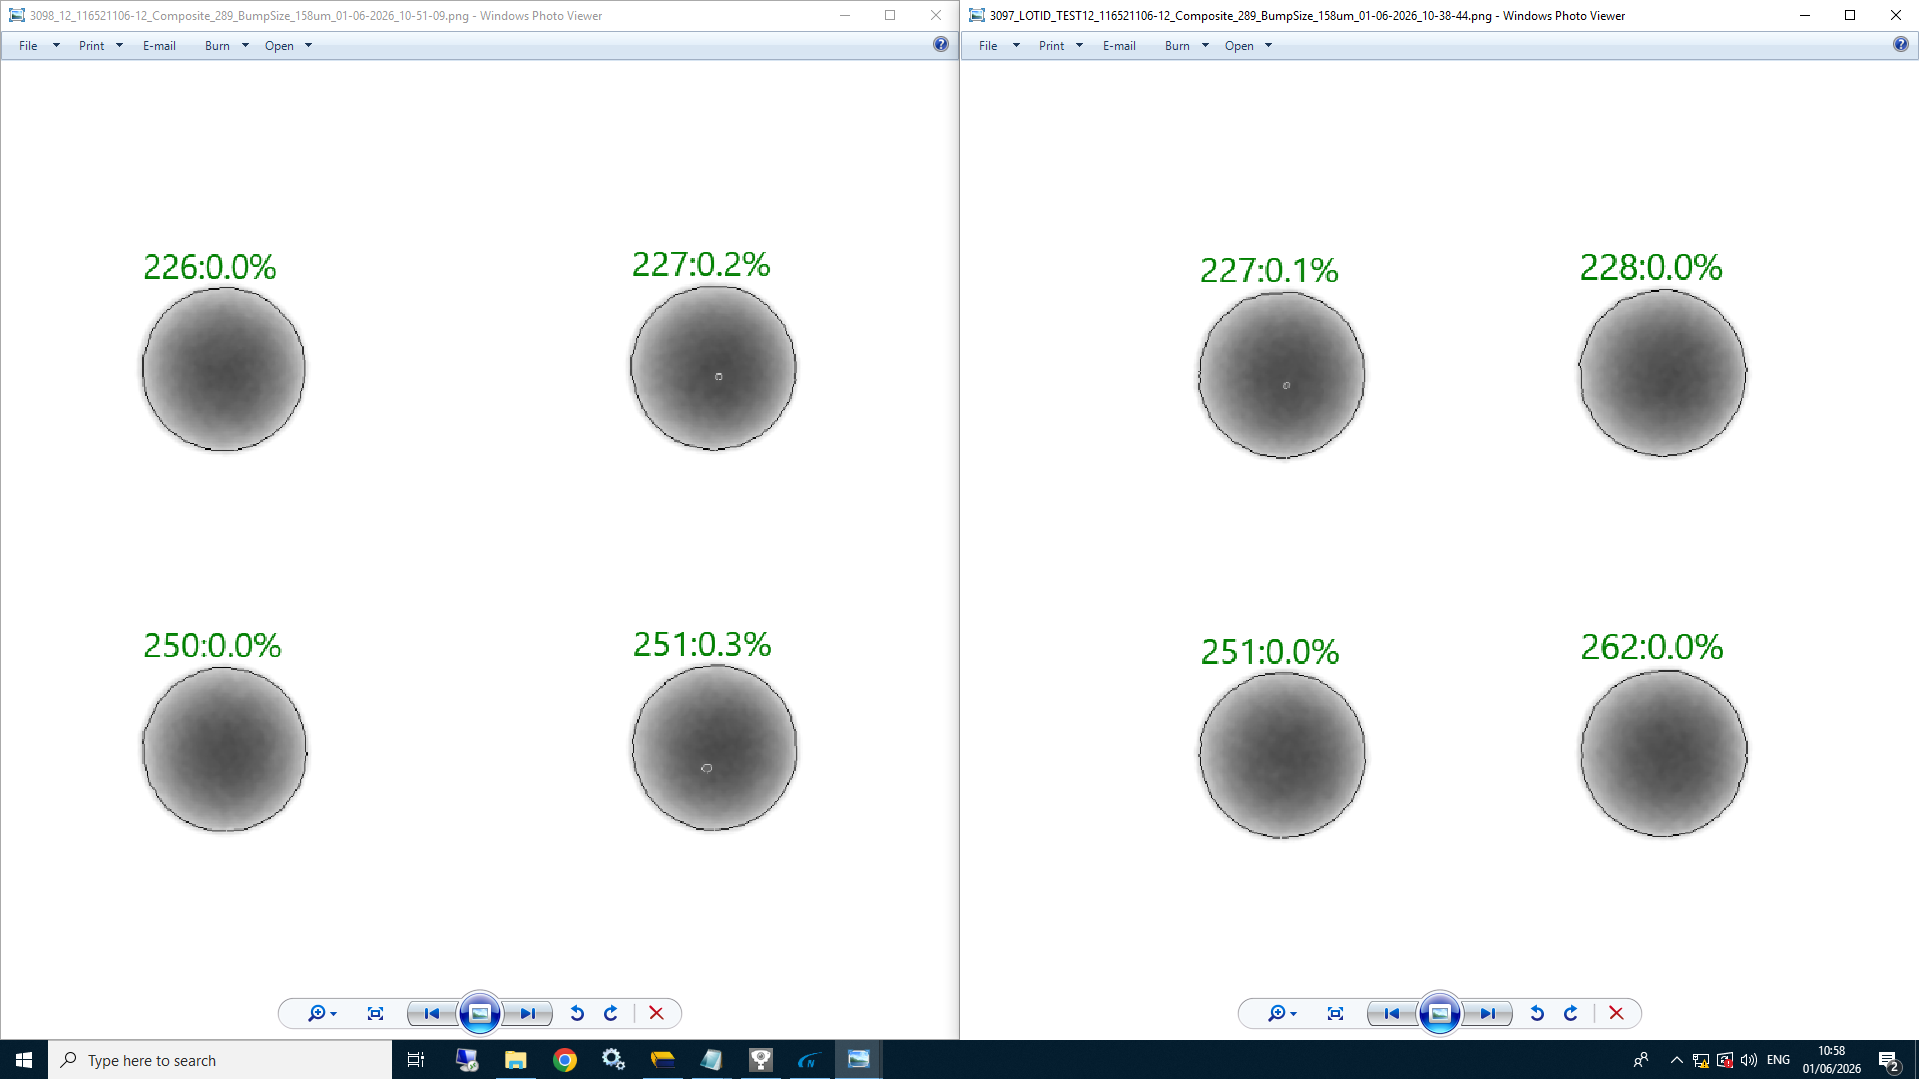 3098_12_116521106-12_Composite_289_BumpSize_158um_01-06-2026_10-51-09.png - Windows Photo Viewer
File Print E-mail Burn Open
226:0.0% 227:0.2%
250:0.0% 251:0.3%
3097_LOTID_TEST12_116521106-12_Composite_289_BumpSize_158um_01-06-2026_10-38-44.png - Windows Photo Viewer
File Print E-mail Burn Open
227:0.1% 228:0.0%
251:0.0% 262:0.0%
Type here to search
ENG
10:58
01/06/2026
2